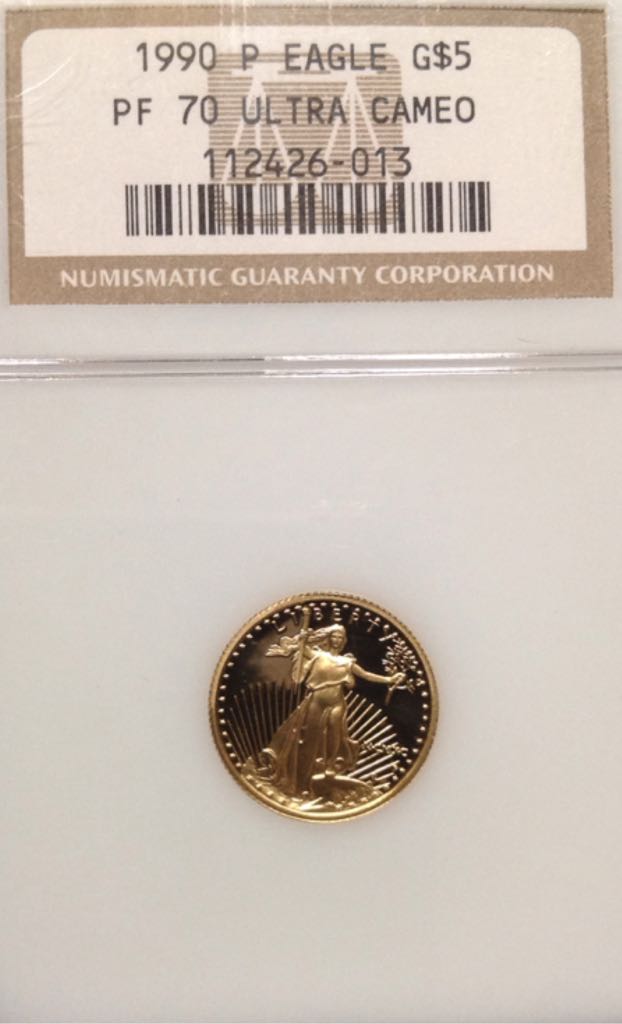 1990 P EAGLE G$5
PF 70 ULTRA CAMEO
112426-013
NUMISMATIC GUARANTY CORPORATION
LIBERTY